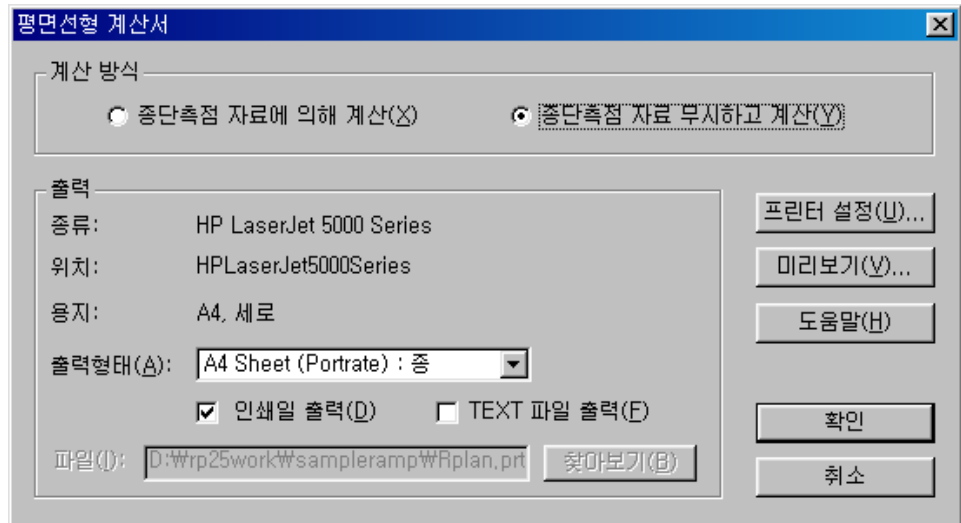 평면선형 계산서
계산 방식
종단측점 자료에 의해 계산(X) 종단측점 자료 무시하고 계산(Y)
출력
종류: HP LaserJet 5000 Series
위치: HPLaserJet5000Series
용지: A4, 세로
출력형태(A): A4 Sheet (Portrate) : 종
인쇄일 출력(D) TEXT 파일 출력(F)
파일(I): D:₩rp25work₩sampleramp₩Rplan,prt 찾아보기(B)
프린터 설정(U)...
미리보기(V)...
도움말(H)
확인
취소